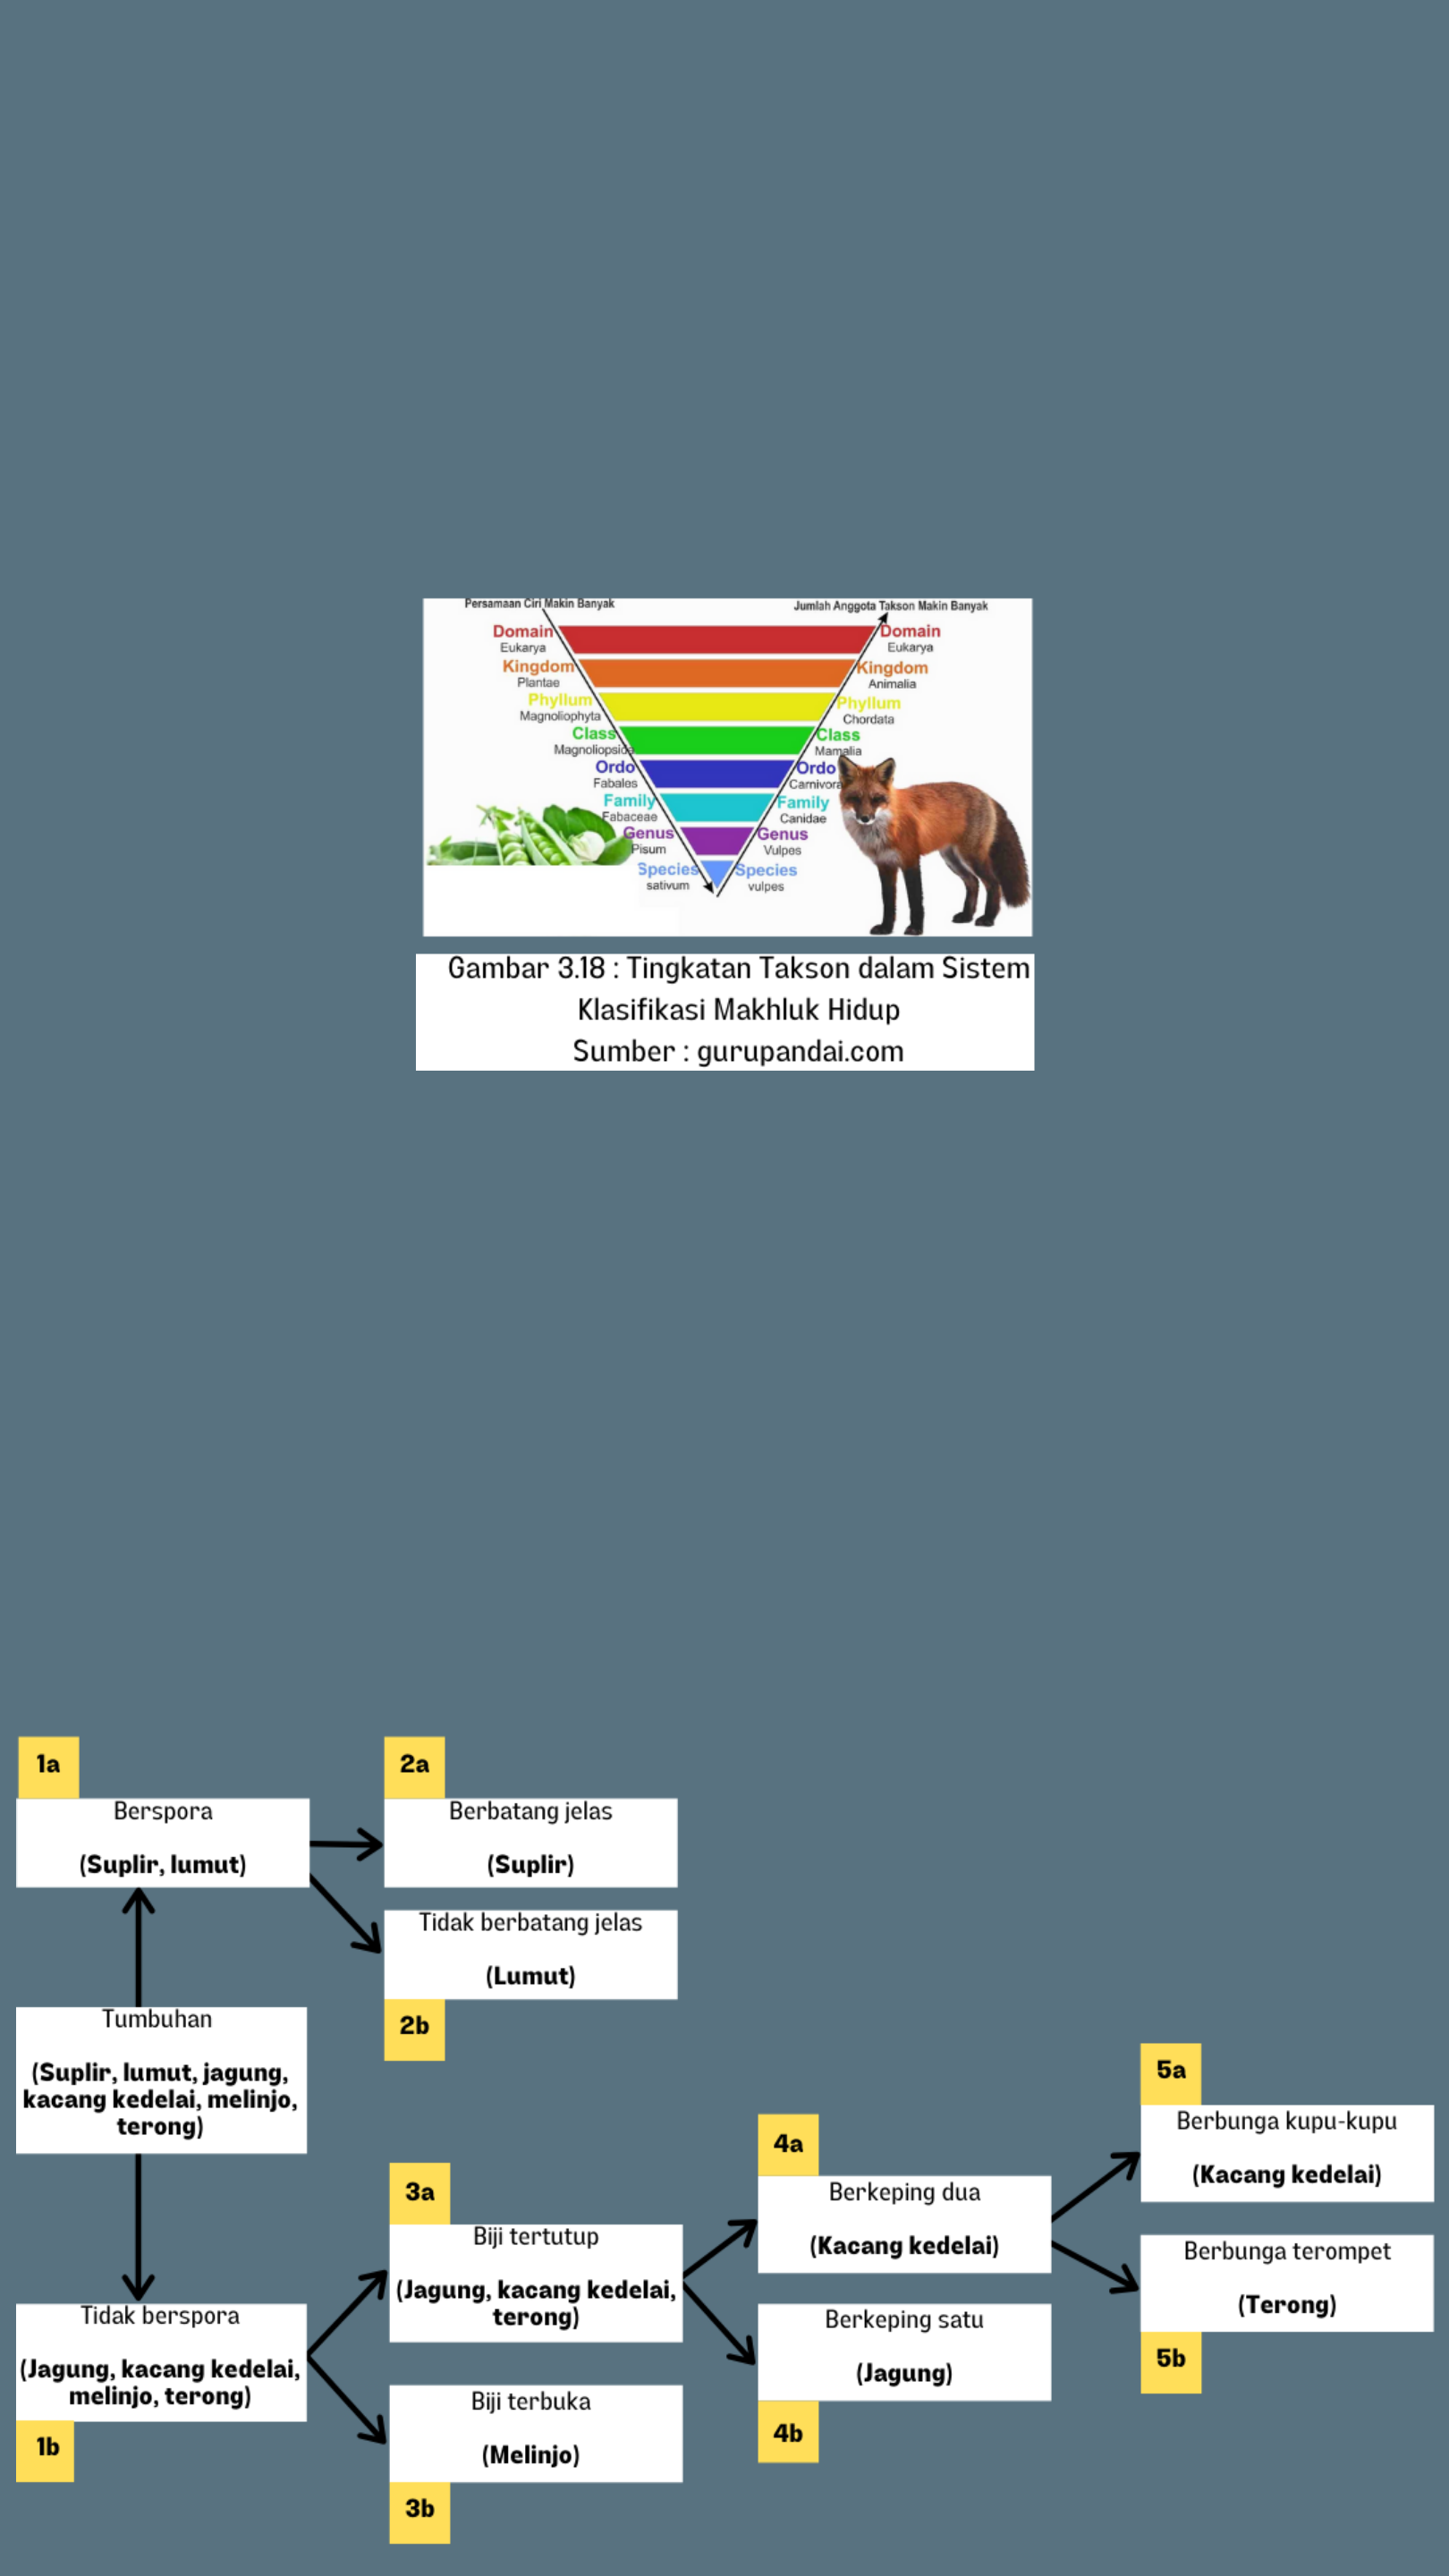 Persamaan Ciri Makin Banyak
Jumlah Anggota Takson Makin Banyak
Domain
Eukarya
Kingdom
Plantae
Phyllum
Magnoliophyta
Class
Magnoliopsida
Ordo
Fabales
Family
Fabaceae
Genus
Pisum
Species
sativum
Domain
Eukarya
Kingdom
Animalia
Phyllum
Chordata
Class
Mamalia
Ordo
Carnivora
Family
Canidae
Genus
Vulpes
Species
vulpes
Gambar 3.18 : Tingkatan Takson dalam Sistem
Klasifikasi Makhluk Hidup
Sumber : gurupandai.com
1a
Berspora
(Suplir, lumut)
2a
Berbatang jelas
(Suplir)
Tidak berbatang jelas
(Lumut)
2b
Tumbuhan
(Suplir, lumut, jagung,
kacang kedelai, melinjo,
terong)
Tidak berspora
(Jagung, kacang kedelai,
melinjo, terong)
1b
3a
Biji tertutup
(Jagung, kacang kedelai,
terong)
Biji terbuka
(Melinjo)
3b
4a
Berkeping dua
(Kacang kedelai)
Berkeping satu
(Jagung)
4b
5a
Berbunga kupu-kupu
(Kacang kedelai)
Berbunga terompet
(Terong)
5b